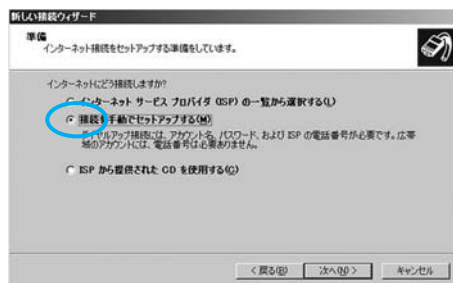 新しい接続ウィザード
準備
インターネット接続をセットアップする準備をしています。
インターネットにどう接続しますか?
インターネット サービス プロバイダ (ISP) の一覧から選択する(L)
接続を手動でセットアップする(M)
ダイヤルアップ接続には、アカウント名、パスワード、および ISP の電話番号が必要です。広帯
域のアカウントには、電話番号は必要ありません。
ISP から提供された CD を使用する(C)
< 戻る(B) 次へ(N) > キャンセル